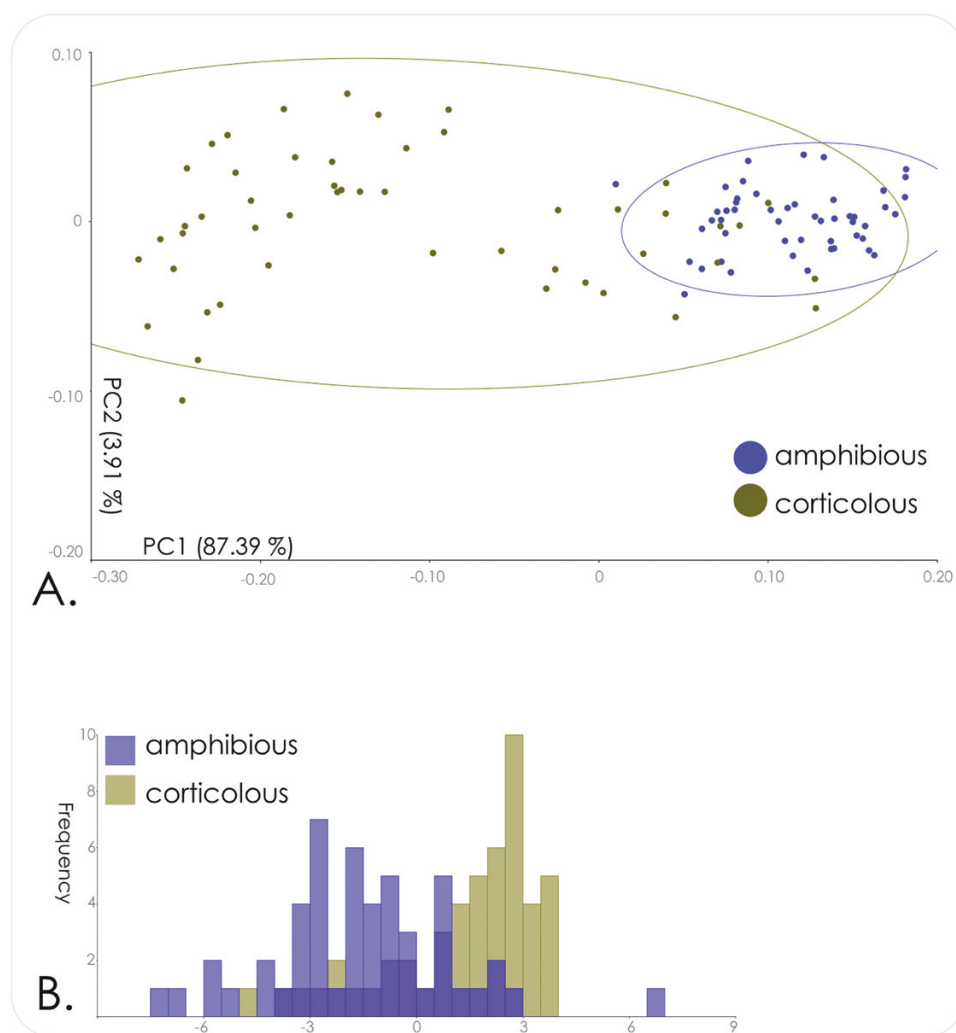 0.10
0
-0.10
-0.20
PC2 (3.91 %)
PC1 (87.39 %)
amphibious
corticolous
-0.30
-0.20
-0.10
0
0.10
0.20
A.
amphibious
corticolous
10
8
6
4
2
Frequency
B.
-6
-3
0
3
6
9